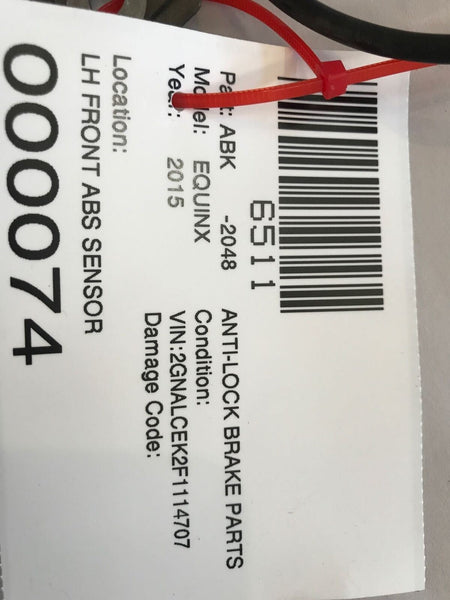 6511
Part: ABK -2048 ANTI-LOCK BRAKE PARTS
Model: EQUINX Condition:
Year: 2015 VIN:2GNALCEK2F1114707
Damage Code:
Location:
LH FRONT ABS SENSOR
000074